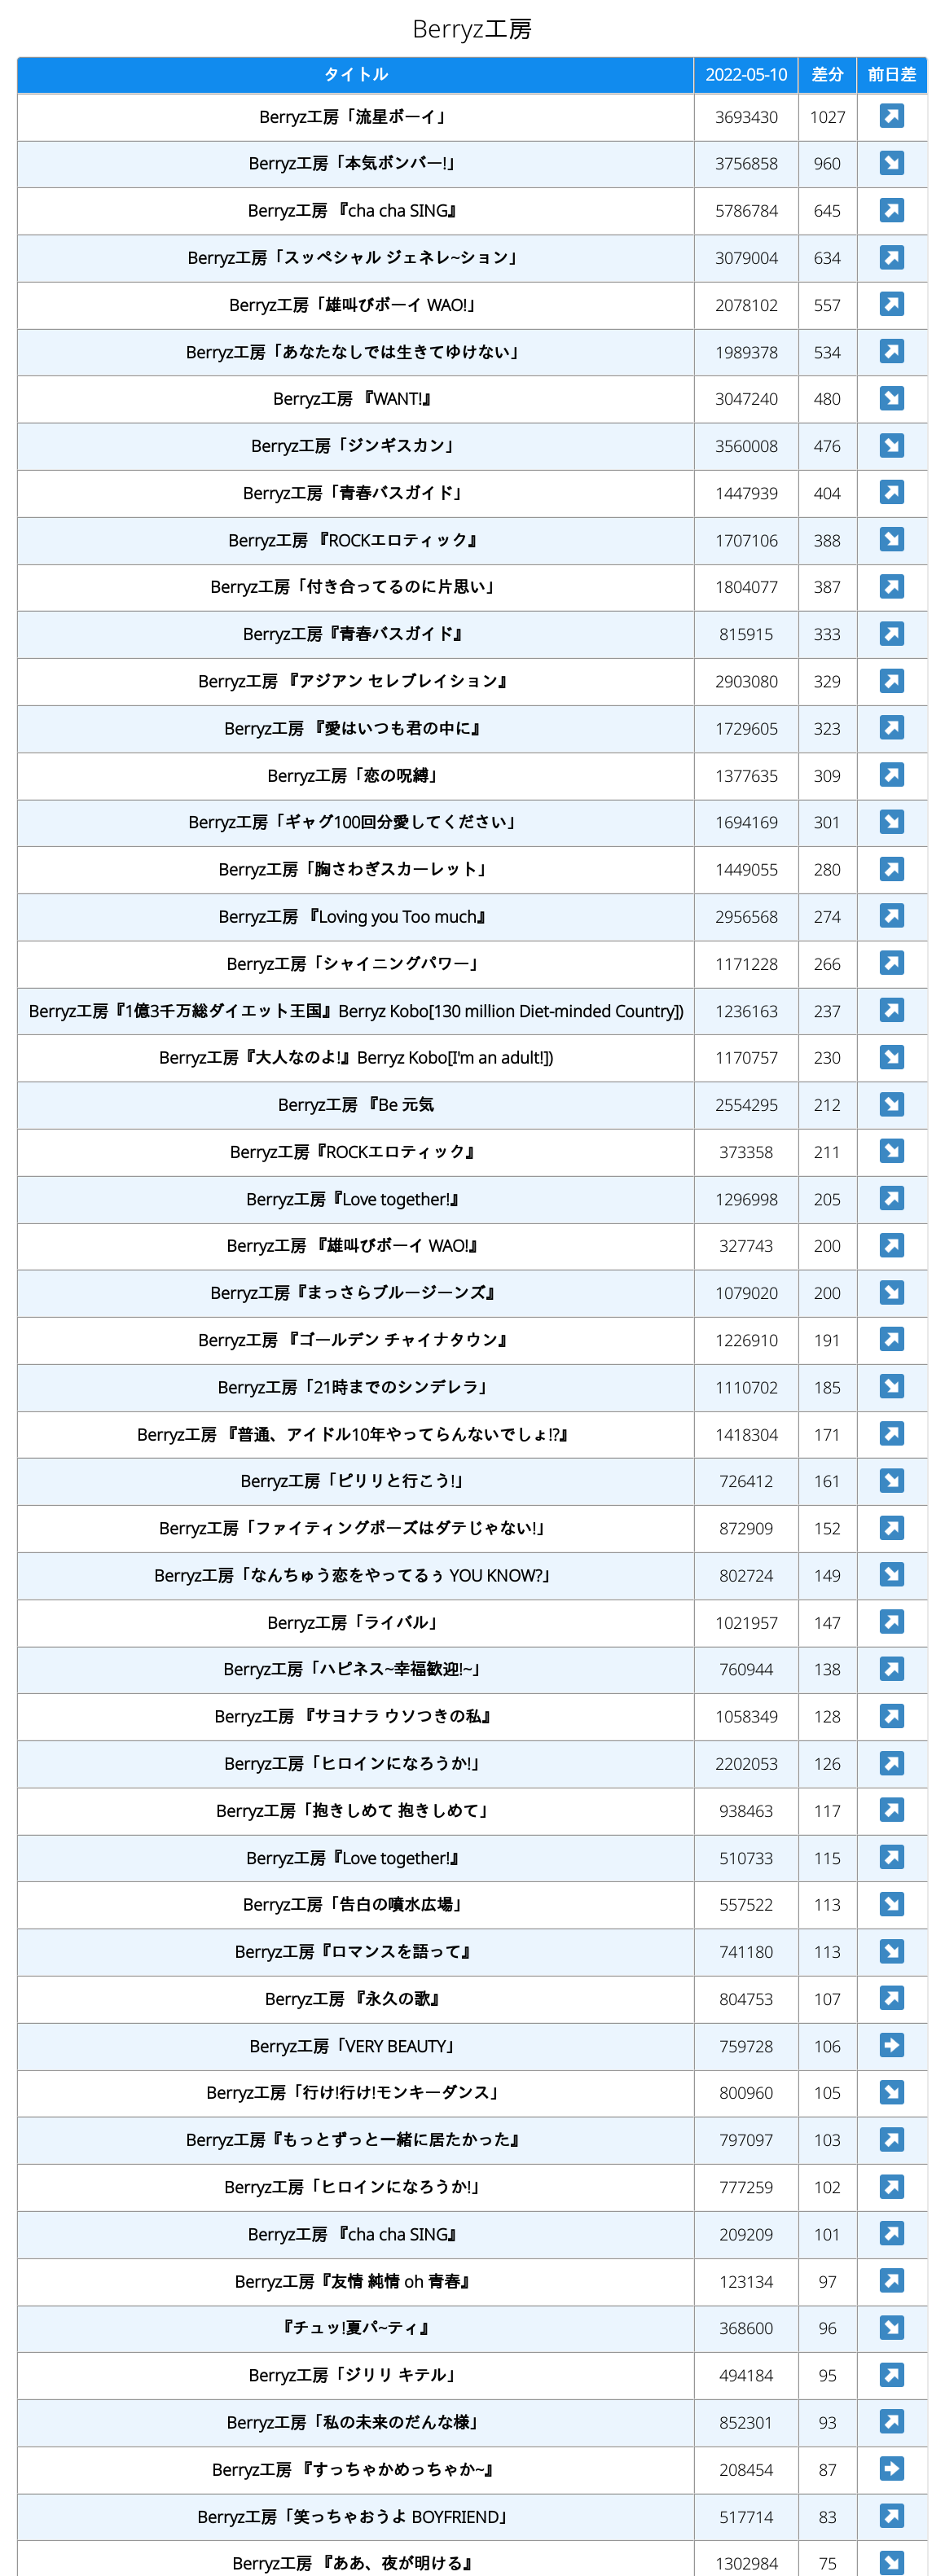 Berryz工房
タイトル 2022-05-10 差分 前日差
Berryz工房「流星ボーイ」 3693430 1027
Berryz工房「本気ボンバー!」 3756858 960
Berryz工房 『cha cha SING』 5786784 645
Berryz工房「スッペシャル ジェネレ~ション」 3079004 634
Berryz工房「雄叫びボーイ WAO!」 2078102 557
Berryz工房「あなたなしでは生きてゆけない」 1989378 534
Berryz工房 『WANT!』 3047240 480
Berryz工房「ジンギスカン」 3560008 476
Berryz工房「青春バスガイド」 1447939 404
Berryz工房 『ROCKエロティック』 1707106 388
Berryz工房「付き合ってるのに片思い」 1804077 387
Berryz工房『青春バスガイド』 815915 333
Berryz工房 『アジアン セレブレイション』 2903080 329
Berryz工房 『愛はいつも君の中に』 1729605 323
Berryz工房「恋の呪縛」 1377635 309
Berryz工房「ギャグ100回分愛してください」 1694169 301
Berryz工房「胸さわぎスカーレット」 1449055 280
Berryz工房 『Loving you Too much』 2956568 274
Berryz工房「シャイニングパワー」 1171228 266
Berryz工房『1億3千万総ダイエット王国』Berryz Kobo[130 million Diet-minded Country]) 1236163 237
Berryz工房『大人なのよ!』Berryz Kobo[I'm an adult!]) 1170757 230
Berryz工房 『Be 元気 2554295 212
Berryz工房『ROCKエロティック』 373358 211
Berryz工房『Love together!』 1296998 205
Berryz工房 『雄叫びボーイ WAO!』 327743 200
Berryz工房『まっさらブルージーンズ』 1079020 200
Berryz工房 『ゴールデン チャイナタウン』 1226910 191
Berryz工房「21時までのシンデレラ」 1110702 185
Berryz工房 『普通、アイドル10年やってらんないでしょ!?』 1418304 171
Berryz工房「ピリリと行こう!」 726412 161
Berryz工房「ファイティングポーズはダテじゃない!」 872909 152
Berryz工房「なんちゅう恋をやってるぅ YOU KNOW?」 802724 149
Berryz工房「ライバル」 1021957 147
Berryz工房「ハピネス~幸福歓迎!~」 760944 138
Berryz工房 『サヨナラ ウソつきの私』 1058349 128
Berryz工房「ヒロインになろうか!」 2202053 126
Berryz工房「抱きしめて 抱きしめて」 938463 117
Berryz工房『Love together!』 510733 115
Berryz工房「告白の噴水広場」 557522 113
Berryz工房『ロマンスを語って』 741180 113
Berryz工房 『永久の歌』 804753 107
Berryz工房「VERY BEAUTY」 759728 106
Berryz工房「行け!行け!モンキーダンス」 800960 105
Berryz工房『もっとずっと一緒に居たかった』 797097 103
Berryz工房「ヒロインになろうか!」 777259 102
Berryz工房 『cha cha SING』 209209 101
Berryz工房『友情 純情 oh 青春』 123134 97
『チュッ!夏パ~ティ』 368600 96
Berryz工房「ジリリ キテル」 494184 95
Berryz工房「私の未来のだんな様」 852301 93
Berryz工房 『すっちゃかめっちゃか~』 208454 87
Berryz工房「笑っちゃおうよ BOYFRIEND」 517714 83
Berryz工房 『ああ、夜が明ける』 1302984 75